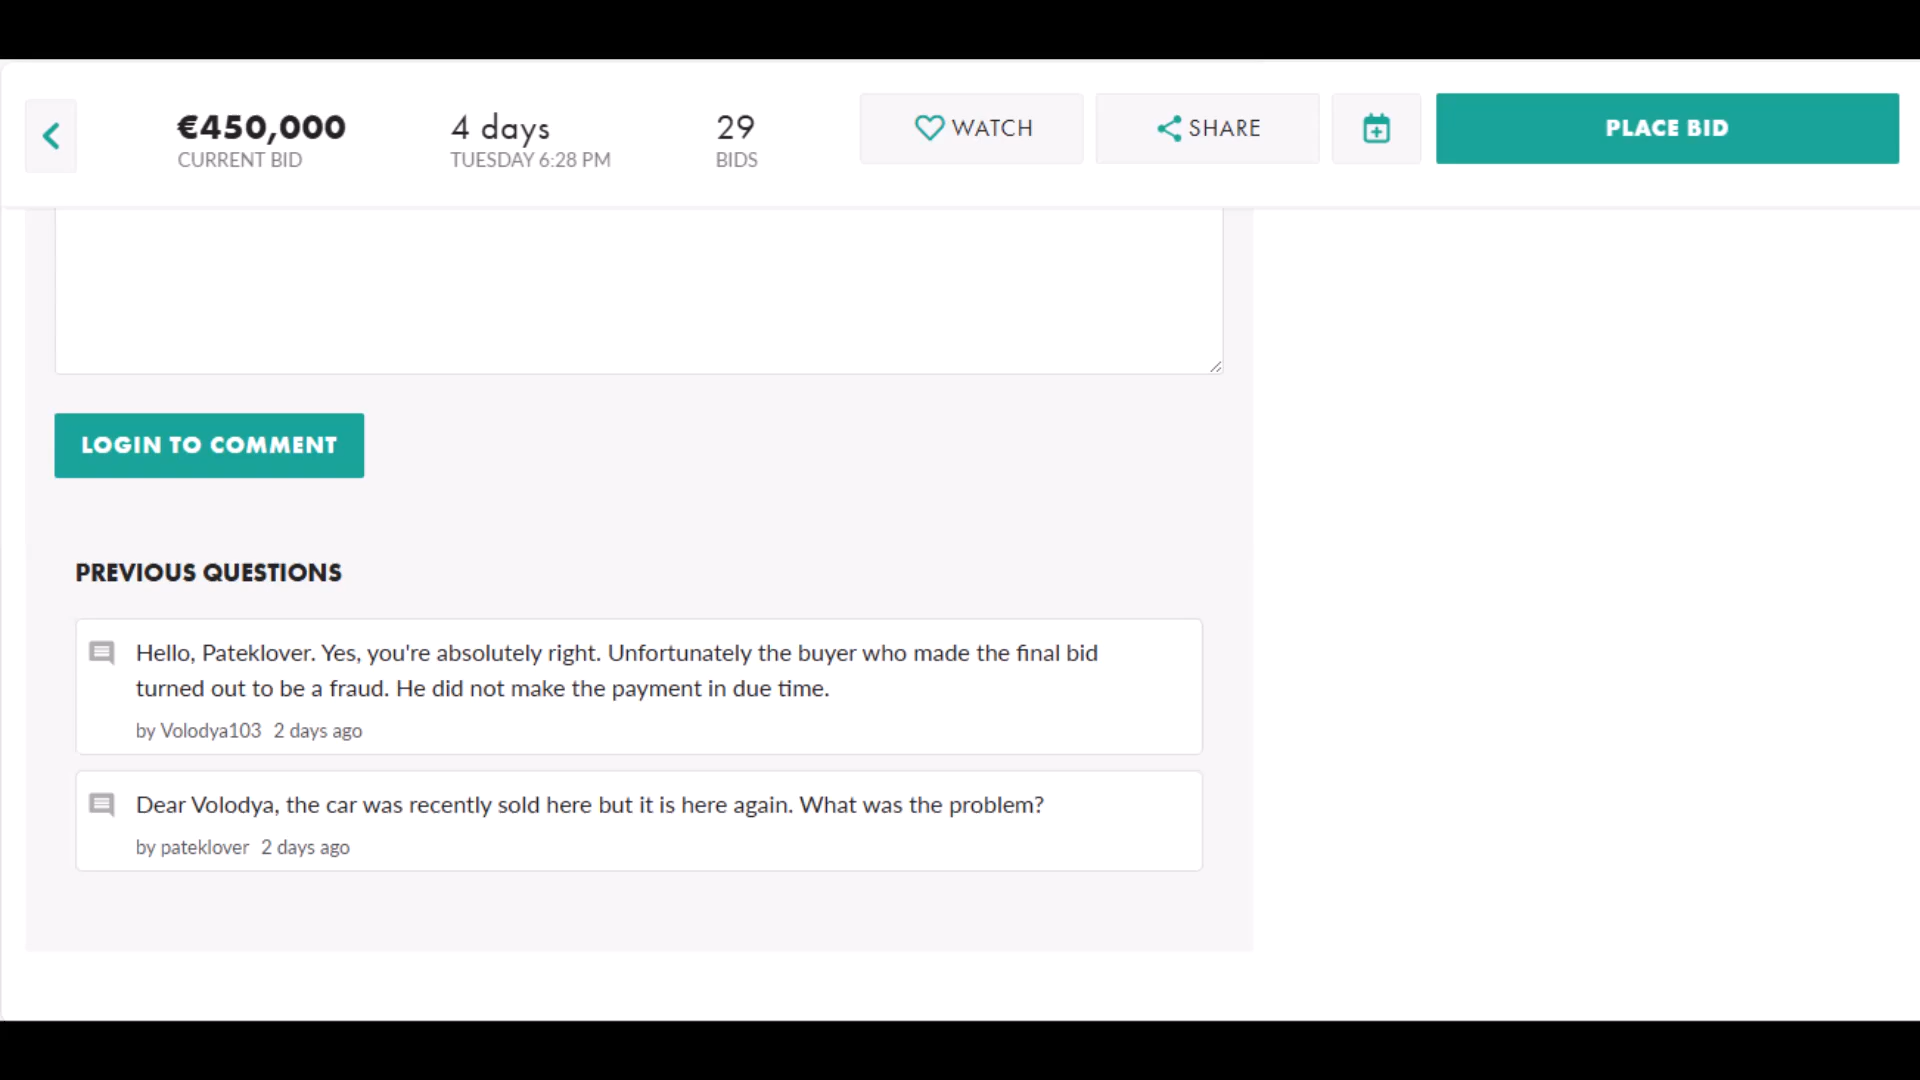 €450,000
CURRENT BID
4 days
TUESDAY 6:28 PM
29
BIDS
WATCH
SHARE
PLACE BID
LOGIN TO COMMENT
PREVIOUS QUESTIONS
Hello, Pateklover. Yes, you're absolutely right. Unfortunately the buyer who made the final bid
turned out to be a fraud. He did not make the payment in due time.
by Volodya103 2 days ago
Dear Volodya, the car was recently sold here but it is here again. What was the problem?
by pateklover 2 days ago